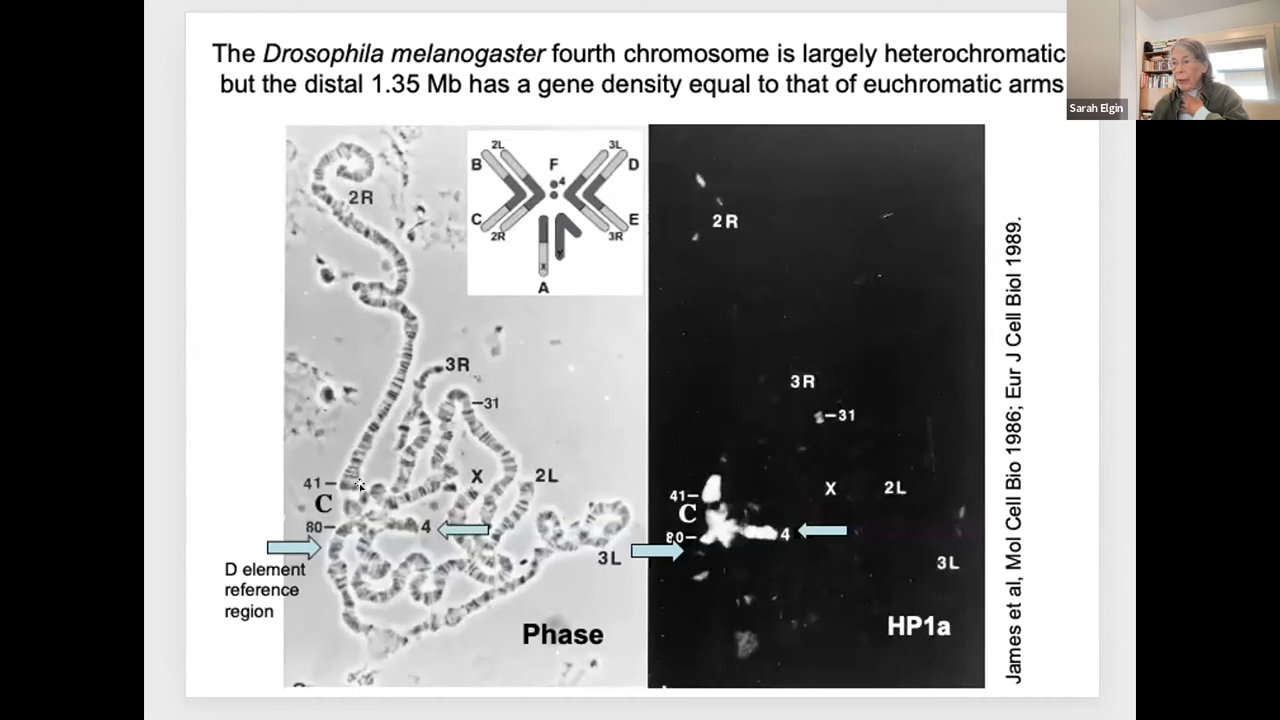 The Drosophila melanogaster fourth chromosome is largely heterochromatic
but the distal 1.35 Mb has a gene density equal to that of euchromatic arms
Sarah Elgin
2L
3L
B
F
D
4
C
E
2R
3R
X
Y
A
2R
3R
31
41
C
X
2L
80
4
3L
D element
reference
region
Phase
2R
3R
31
41
C
X
2L
80
4
3L
HP1a
James et al, Mol Cell Bio 1986; Eur J Cell Biol 1989.